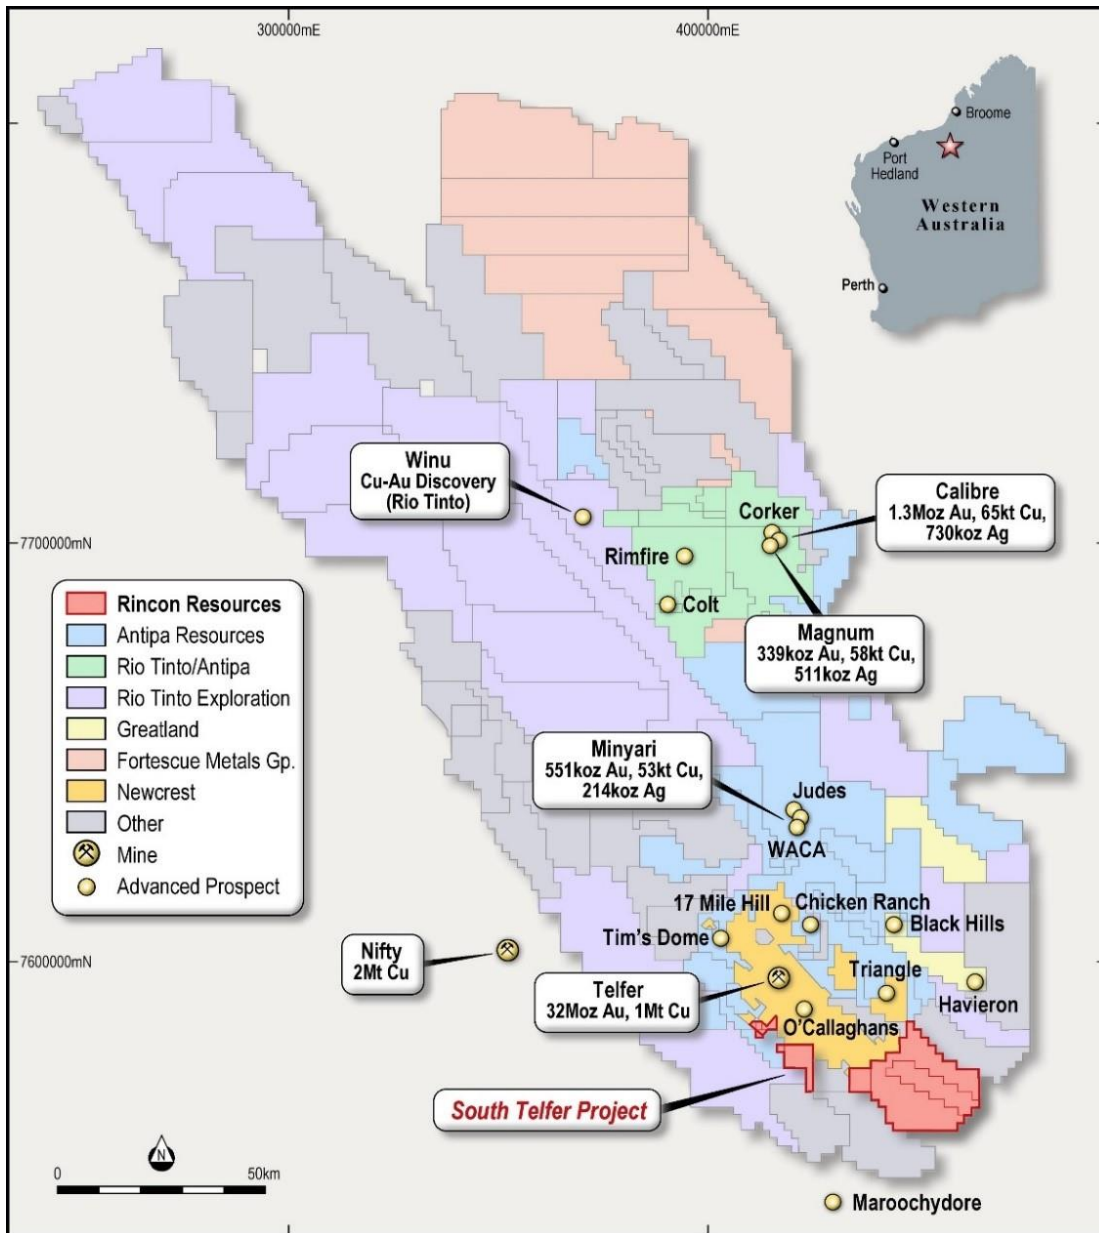 300000mE
400000mE
Broome
Port
Hedland
Western
Australia
Perth
Winu
Cu-Au Discovery
(Rio Tinto)
Corker
Calibre
1.3Moz Au, 65kt Cu,
730koz Ag
7700000mN
Rimfire
Colt
Magnum
339koz Au, 58kt Cu,
511koz Ag
Rincon Resources
Antipa Resources
Rio Tinto/Antipa
Rio Tinto Exploration
Greatland
Fortescue Metals Gp.
Newcrest
Other
Mine
Advanced Prospect
Minyari
551koz Au, 53kt Cu,
214koz Ag
Judes
WACA
17 Mile Hill
Chicken Ranch
Black Hills
Tim's Dome
Nifty
2Mt Cu
7600000mN
Telfer
32Moz Au, 1Mt Cu
Triangle
Havieron
O'Callaghans
South Telfer Project
N
0
50km
Maroochydore